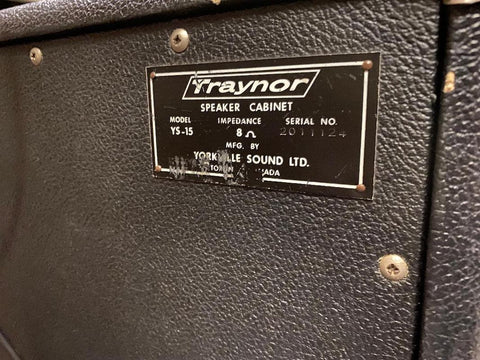 Traynor
SPEAKER CABINET
MODEL IMPEDANCE SERIAL NO.
YS-15 8 Ω 2011124
MFG. BY
YORKVILLE SOUND LTD.